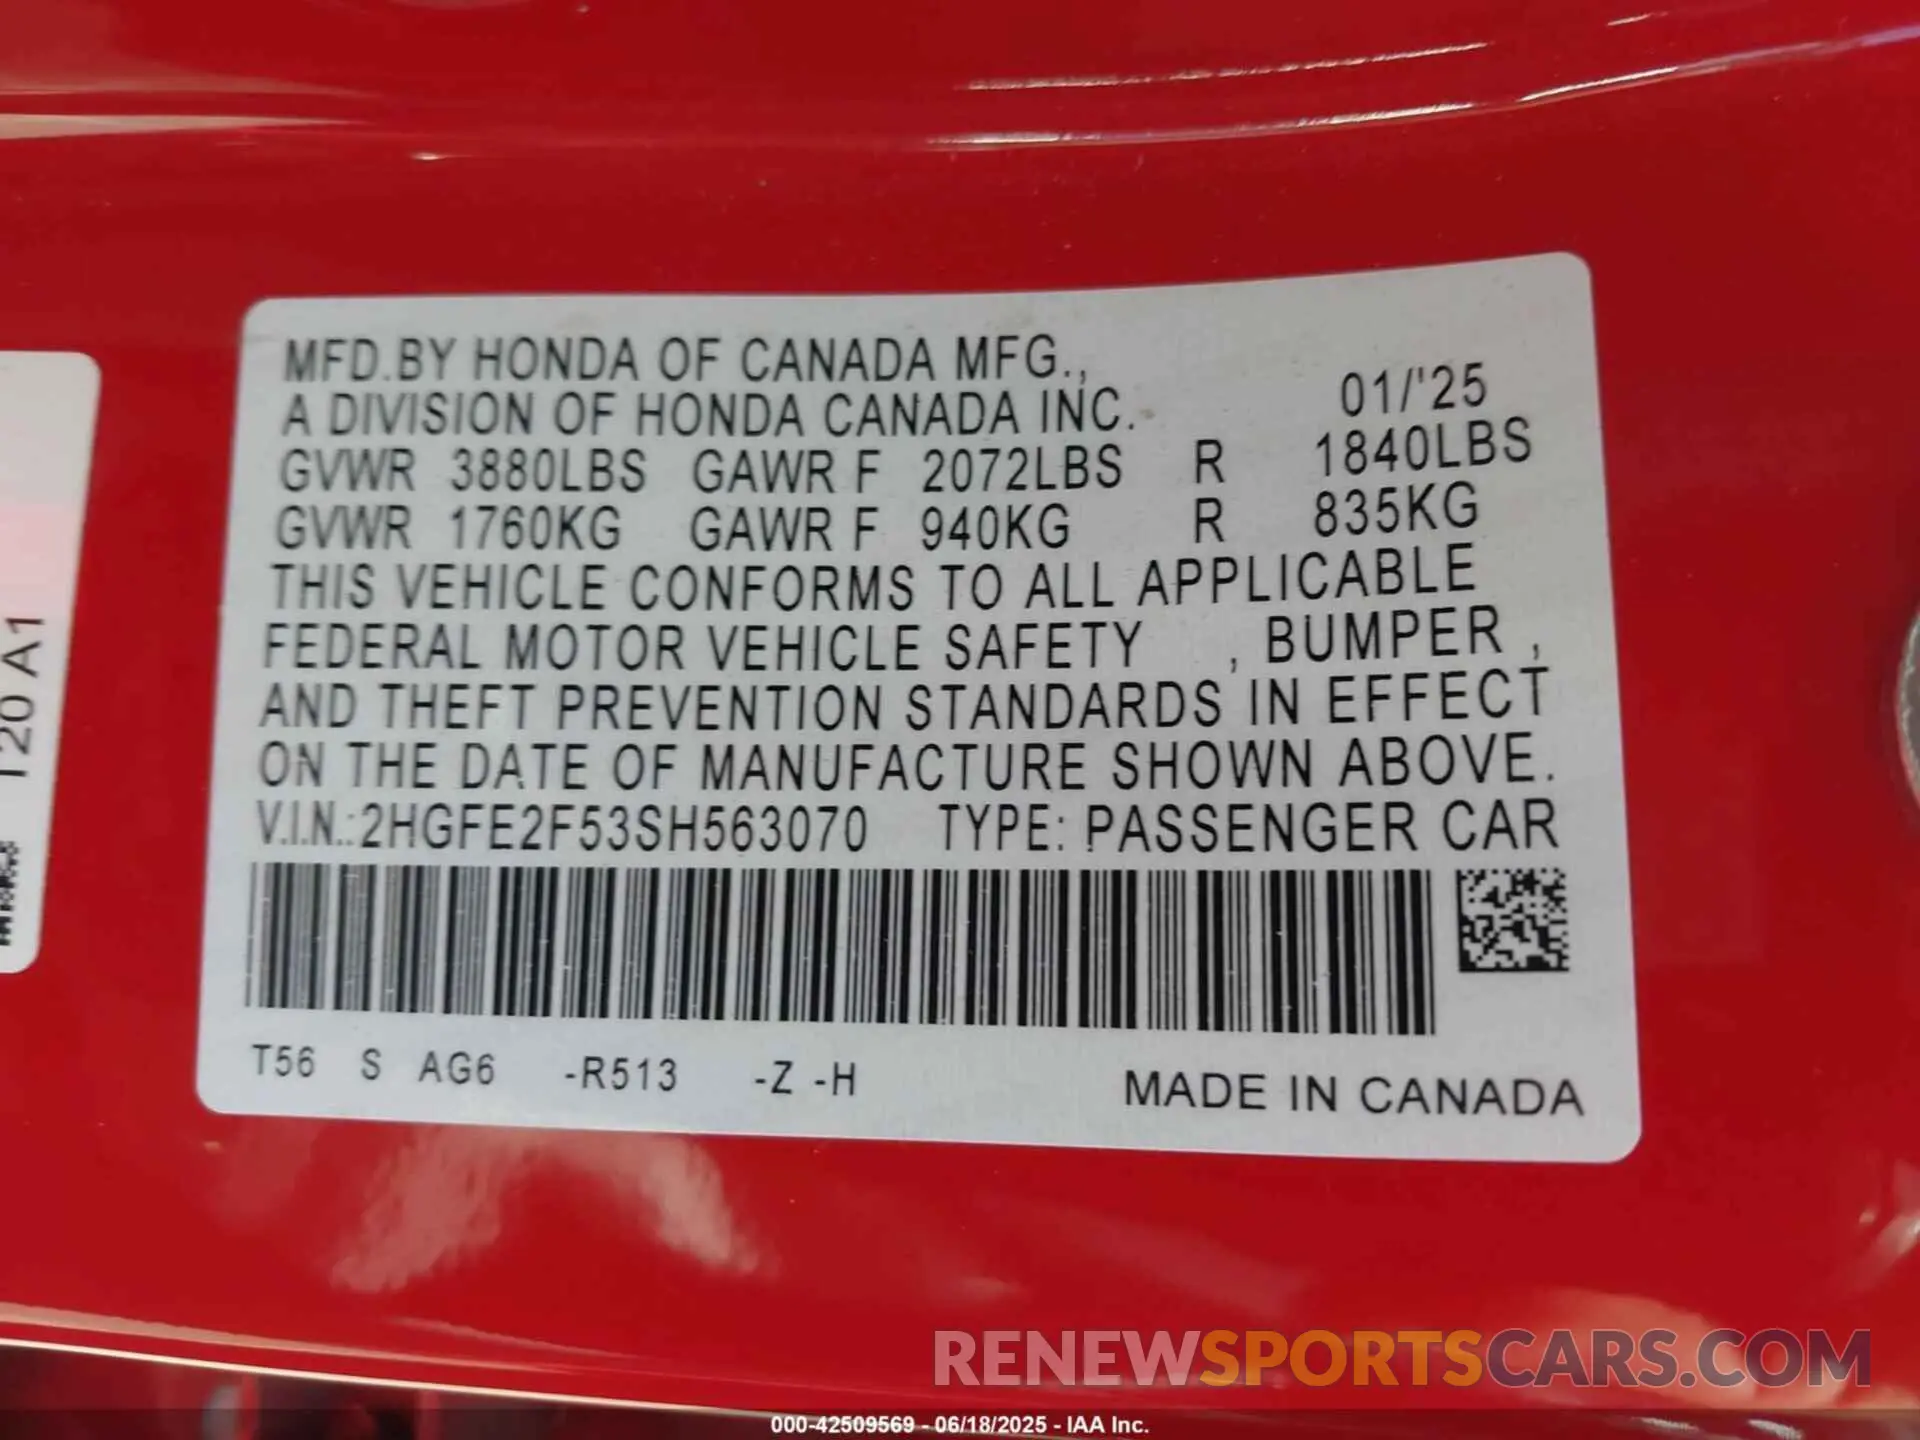 MFD.BY HONDA OF CANADA MFG.,
A DIVISION OF HONDA CANADA INC. 01/'25
GVWR 3880LBS GAWR F 2072LBS R 1840LBS
GVWR 1760KG GAWR F 940KG R 835KG
THIS VEHICLE CONFORMS TO ALL APPLICABLE
FEDERAL MOTOR VEHICLE SAFETY , BUMPER ,
AND THEFT PREVENTION STANDARDS IN EFFECT
ON THE DATE OF MANUFACTURE SHOWN ABOVE.
V.I.N.:2HGFE2F53SH563070 TYPE: PASSENGER CAR
T56 S AG6 -R513 -Z -H MADE IN CANADA
T20 A1
RENEWSPORTSCARS.COM
000-42509569 - 06/18/2025 - IAA Inc.